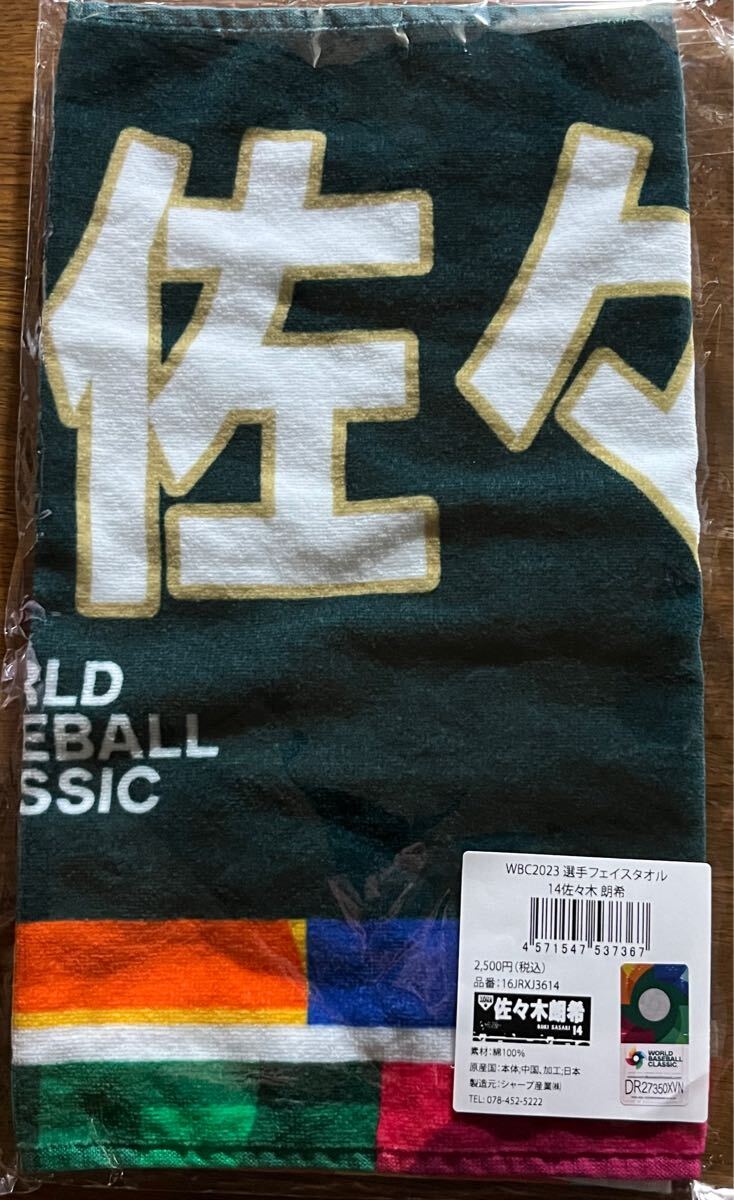 佐々
RLD
EBALL
SSIC
WBC2023 選手フェイスタオル
14佐々木 朗希
4 571547 537367
2,500円(税込)
品番:16JRXJ3614
佐々木朗希
ROKI SASAKI 14
素材:綿100%
原産国:本体;中国、加工;日本
製造元:シャープ産業㈱
TEL: 078-452-5222
WORLD
BASEBALL
CLASSIC
DR27350XVN